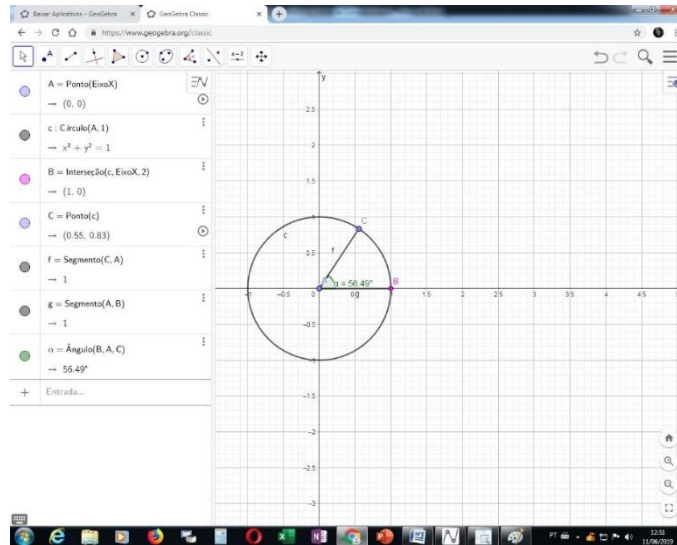 Baixar Aplicativos - GeoGebra
GeoGebra Classic
https://www.geogebra.org/classic
A = Ponto(EixoX)
→ (0, 0)
c : Círculo(A, 1)
→ x² + y² = 1
B = Interseção(c, EixoX, 2)
→ (1, 0)
C = Ponto(c)
→ (0.55, 0.83)
f = Segmento(C, A)
→ 1
g = Segmento(A, B)
→ 1
α = Ângulo(B, A, C)
→ 56.49°
+ Entrada...
y
2.5
2
1.5
1
C
c
0.5
f
A
α = 56.49°
B
-1 -0.5 0 0.5 1 1.5 2 2.5 3 3.5 4 4.5 5
g
-0.5
-1
-1.5
-2
-2.5
-3
PT
12:51
11/06/2019